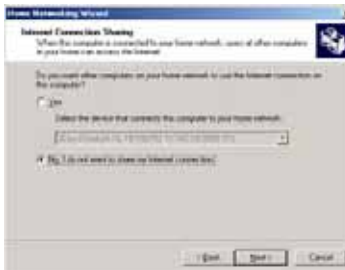 Home Networking Wizard
Internet Connection Sharing
When this computer is connected to your home network, users at other computers
in your home can access the Internet.
Do you want other computers on your home network to use the Internet connection on
this computer?
Yes
Select the device that connects this computer to your home network:
No, I do not want to share my Internet connection.
< Back
Next >
Cancel